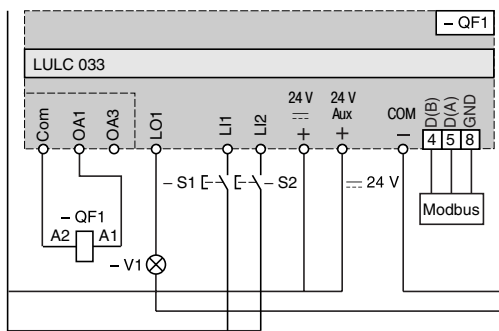 – QF1
LULC 033
Com
OA1
OA3
LO1
LI1
LI2
24 V
+
24 V
Aux
+
COM
–
D(B)
D(A)
GND
4 5 8
– S1
– S2
24 V
Modbus
– QF1
A2 A1
– V1